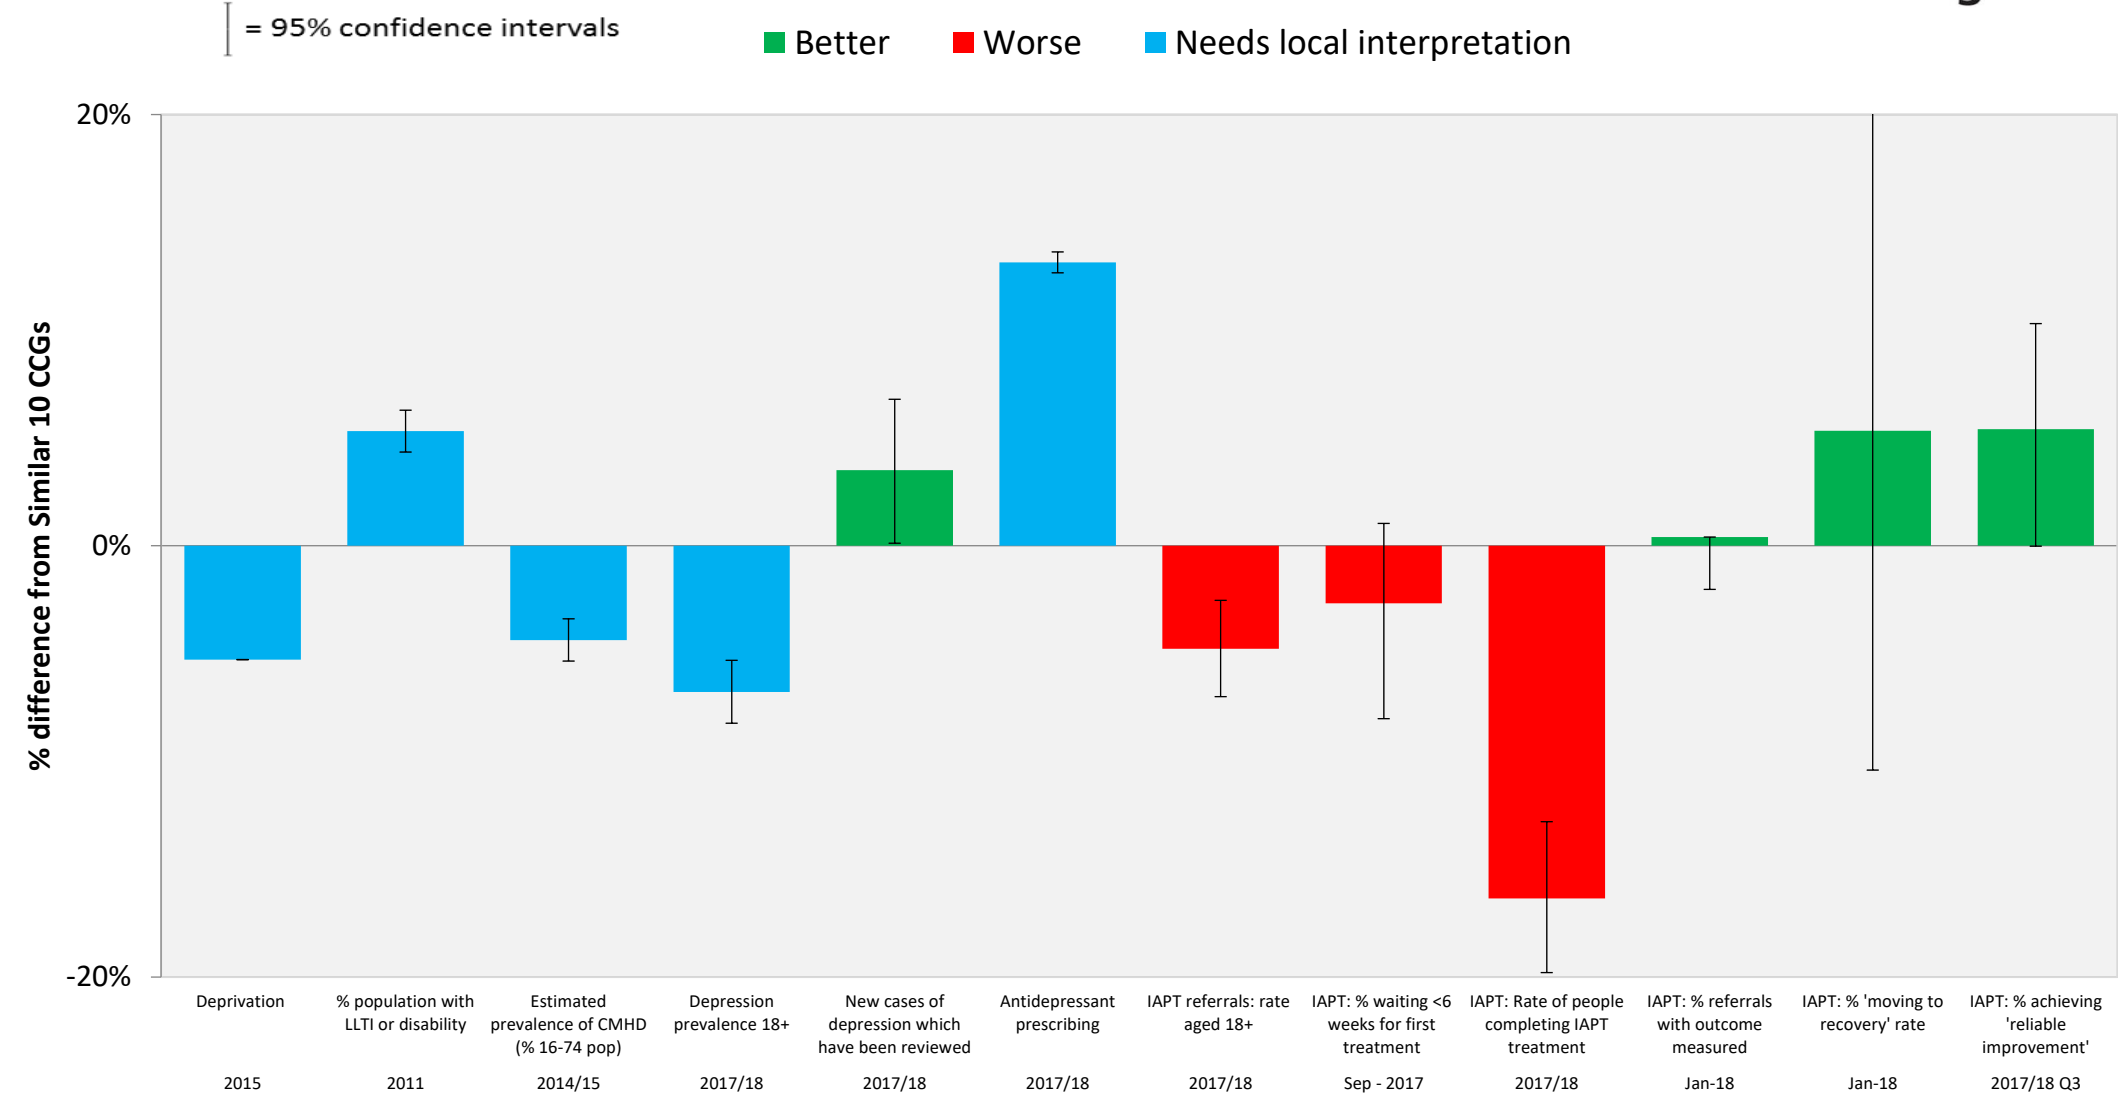 = 95% confidence intervals
Better Worse Needs local interpretation
% difference from Similar 10 CCGs
20%
0%
-20%
Deprivation
2015
% population with
LLTI or disability
2011
Estimated
prevalence of CMHD
(% 16-74 pop)
2014/15
Depression
prevalence 18+
2017/18
New cases of
depression which
have been reviewed
2017/18
Antidepressant
prescribing
2017/18
IAPT referrals: rate
aged 18+
2017/18
IAPT: % waiting <6
weeks for first
treatment
Sep - 2017
IAPT: Rate of people
completing IAPT
treatment
2017/18
IAPT: % referrals
with outcome
measured
Jan-18
IAPT: % 'moving to
recovery' rate
Jan-18
IAPT: % achieving
'reliable
improvement'
2017/18 Q3